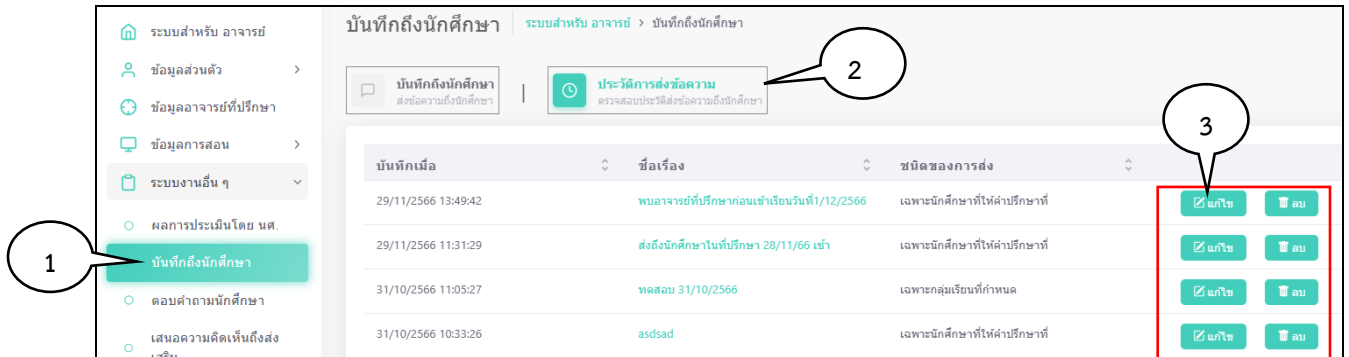 ระบบสำหรับ อาจารย์
ข้อมูลส่วนตัว
ข้อมูลอาจารย์ที่ปรึกษา
ข้อมูลการสอน
ระบบงานอื่น ๆ
ผลการประเมินโดย นศ.
บันทึกถึงนักศึกษา
ตอบคำถามนักศึกษา
เสนอความคิดเห็นถึงส่ง
เสริม
1
บันทึกถึงนักศึกษา ระบบสำหรับ อาจารย์ > บันทึกถึงนักศึกษา
บันทึกถึงนักศึกษา | ประวัติการส่งข้อความ
ส่งข้อความถึงนักศึกษา ตรวจสอบประวัติส่งข้อความถึงนักศึกษา
2
3
บันทึกเมื่อ ชื่อเรื่อง ชนิดของการส่ง
29/11/2566 13:49:42 พบอาจารย์ที่ปรึกษาก่อนเข้าเรียนวันที่1/12/2566 เฉพาะนักศึกษาที่ให้คำปรึกษาที่ แก้ไข ลบ
29/11/2566 11:31:29 ส่งถึงนักศึกษาในที่ปรึกษา 28/11/66 เช้า เฉพาะนักศึกษาที่ให้คำปรึกษาที่ แก้ไข ลบ
31/10/2566 11:05:27 ทดสอบ 31/10/2566 เฉพาะกลุ่มเรียนที่กำหนด แก้ไข ลบ
31/10/2566 10:33:26 asdsad เฉพาะนักศึกษาที่ให้คำปรึกษาที่ แก้ไข ลบ